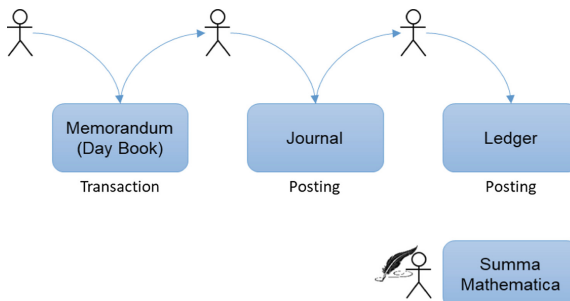 Memorandum
(Day Book)
Journal
Ledger
Transaction
Posting
Posting
Summa
Mathematica